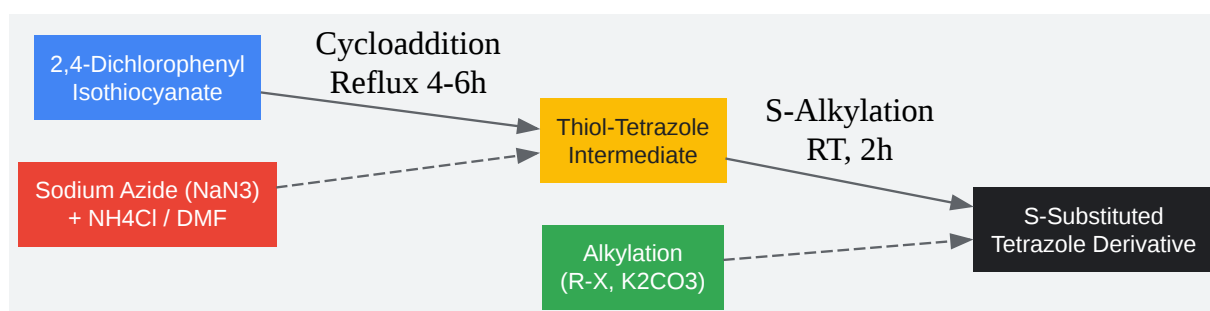 2,4-Dichlorophenyl
Isothiocyanate
Cycloaddition
Reflux 4-6h
Sodium Azide (NaN3)
+ NH4Cl / DMF
Thiol-Tetrazole
Intermediate
S-Alkylation
RT, 2h
Alkylation
(R-X, K2CO3)
S-Substituted
Tetrazole Derivative